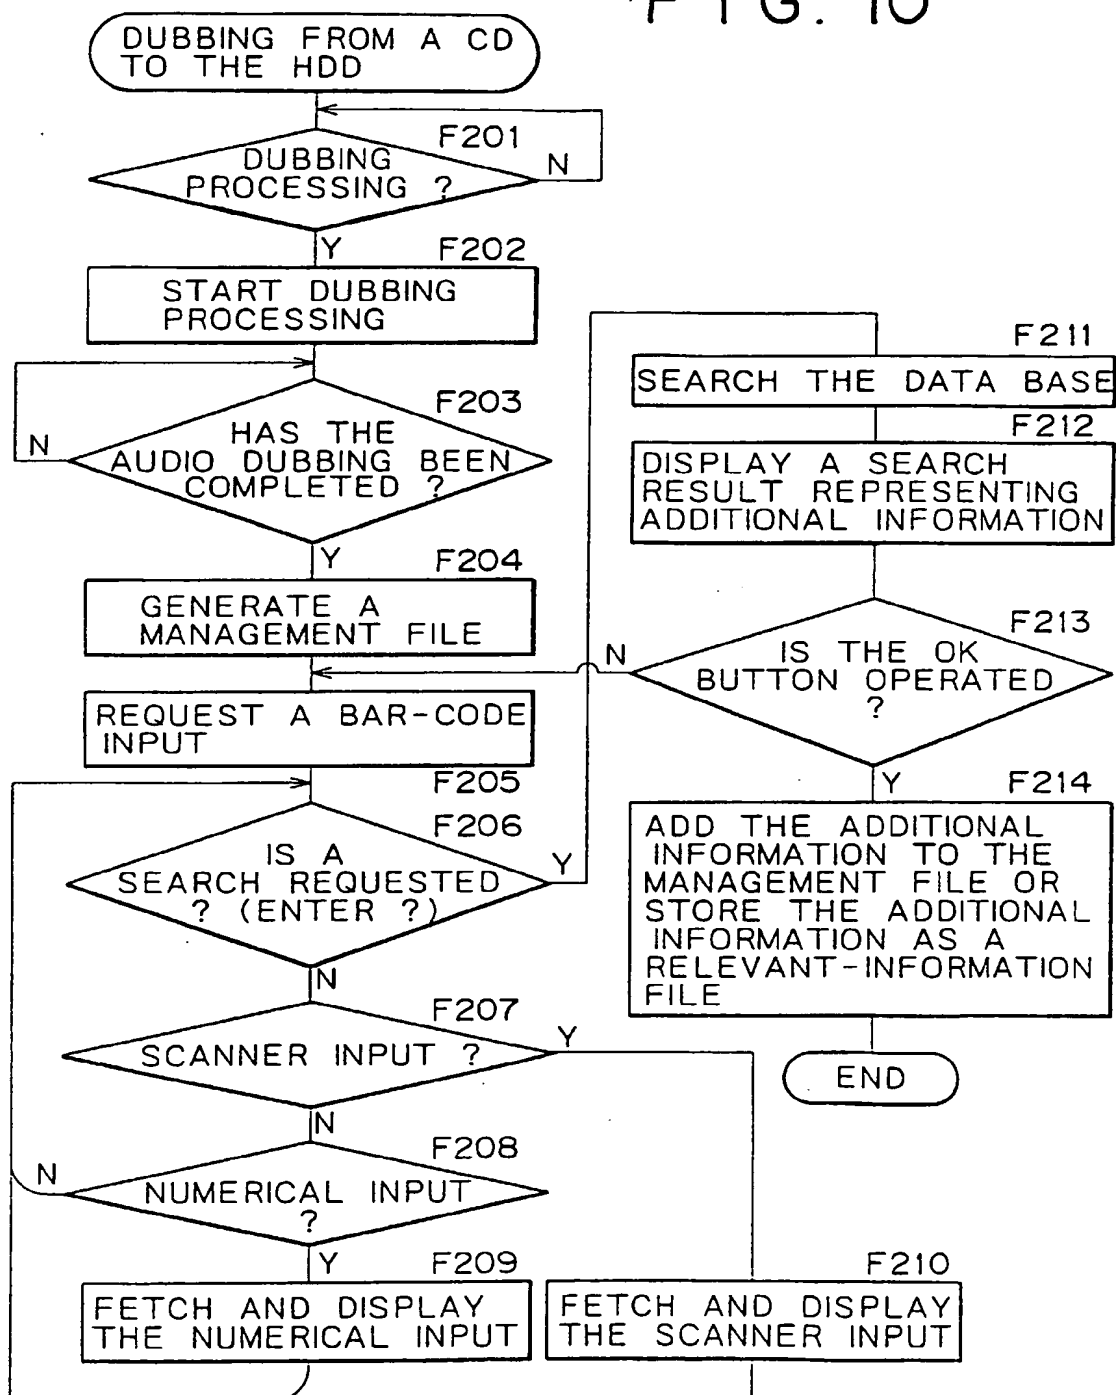 FIG. 10
DUBBING FROM A CD
TO THE HDD
F201
DUBBING
PROCESSING ?
N
Y
F202
START DUBBING
PROCESSING
F203
HAS THE
AUDIO DUBBING BEEN
COMPLETED ?
N
Y
F204
GENERATE A
MANAGEMENT FILE
REQUEST A BAR-CODE
INPUT
F205
F206
IS A
SEARCH REQUESTED
? (ENTER ?)
Y
N
F207
SCANNER INPUT ?
Y
N
F208
NUMERICAL INPUT
?
N
Y
F209
FETCH AND DISPLAY
THE NUMERICAL INPUT
F210
FETCH AND DISPLAY
THE SCANNER INPUT
F211
SEARCH THE DATA BASE
F212
DISPLAY A SEARCH
RESULT REPRESENTING
ADDITIONAL INFORMATION
F213
IS THE OK
BUTTON OPERATED
?
N
Y
F214
ADD THE ADDITIONAL
INFORMATION TO THE
MANAGEMENT FILE OR
STORE THE ADDITIONAL
INFORMATION AS A
RELEVANT-INFORMATION
FILE
END